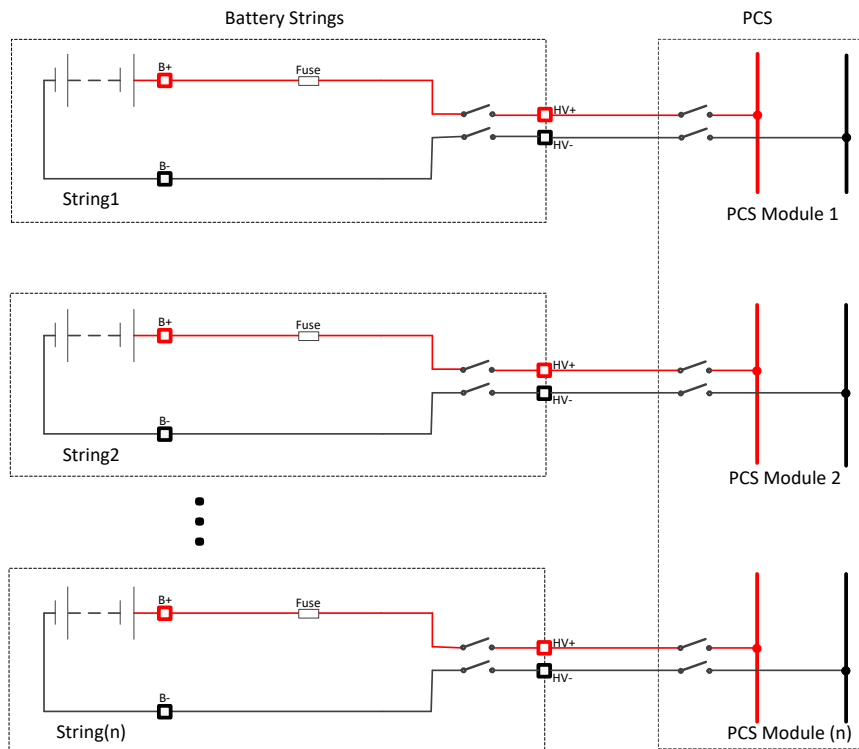 Battery Strings
PCS
B+
Fuse
HV+
HV-
B-
String1
PCS Module 1
B+
Fuse
HV+
HV-
B-
String2
PCS Module 2
B+
Fuse
HV+
HV-
B-
String(n)
PCS Module (n)